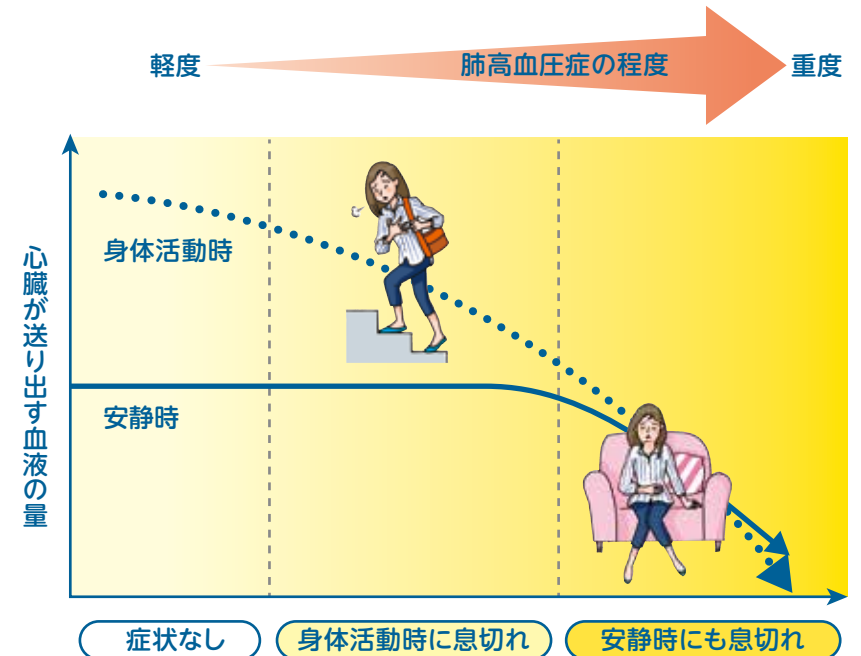 軽度
肺高血圧症の程度
重度
心臓が送り出す血液の量
身体活動時
安静時
症状なし
身体活動時に息切れ
安静時にも息切れ